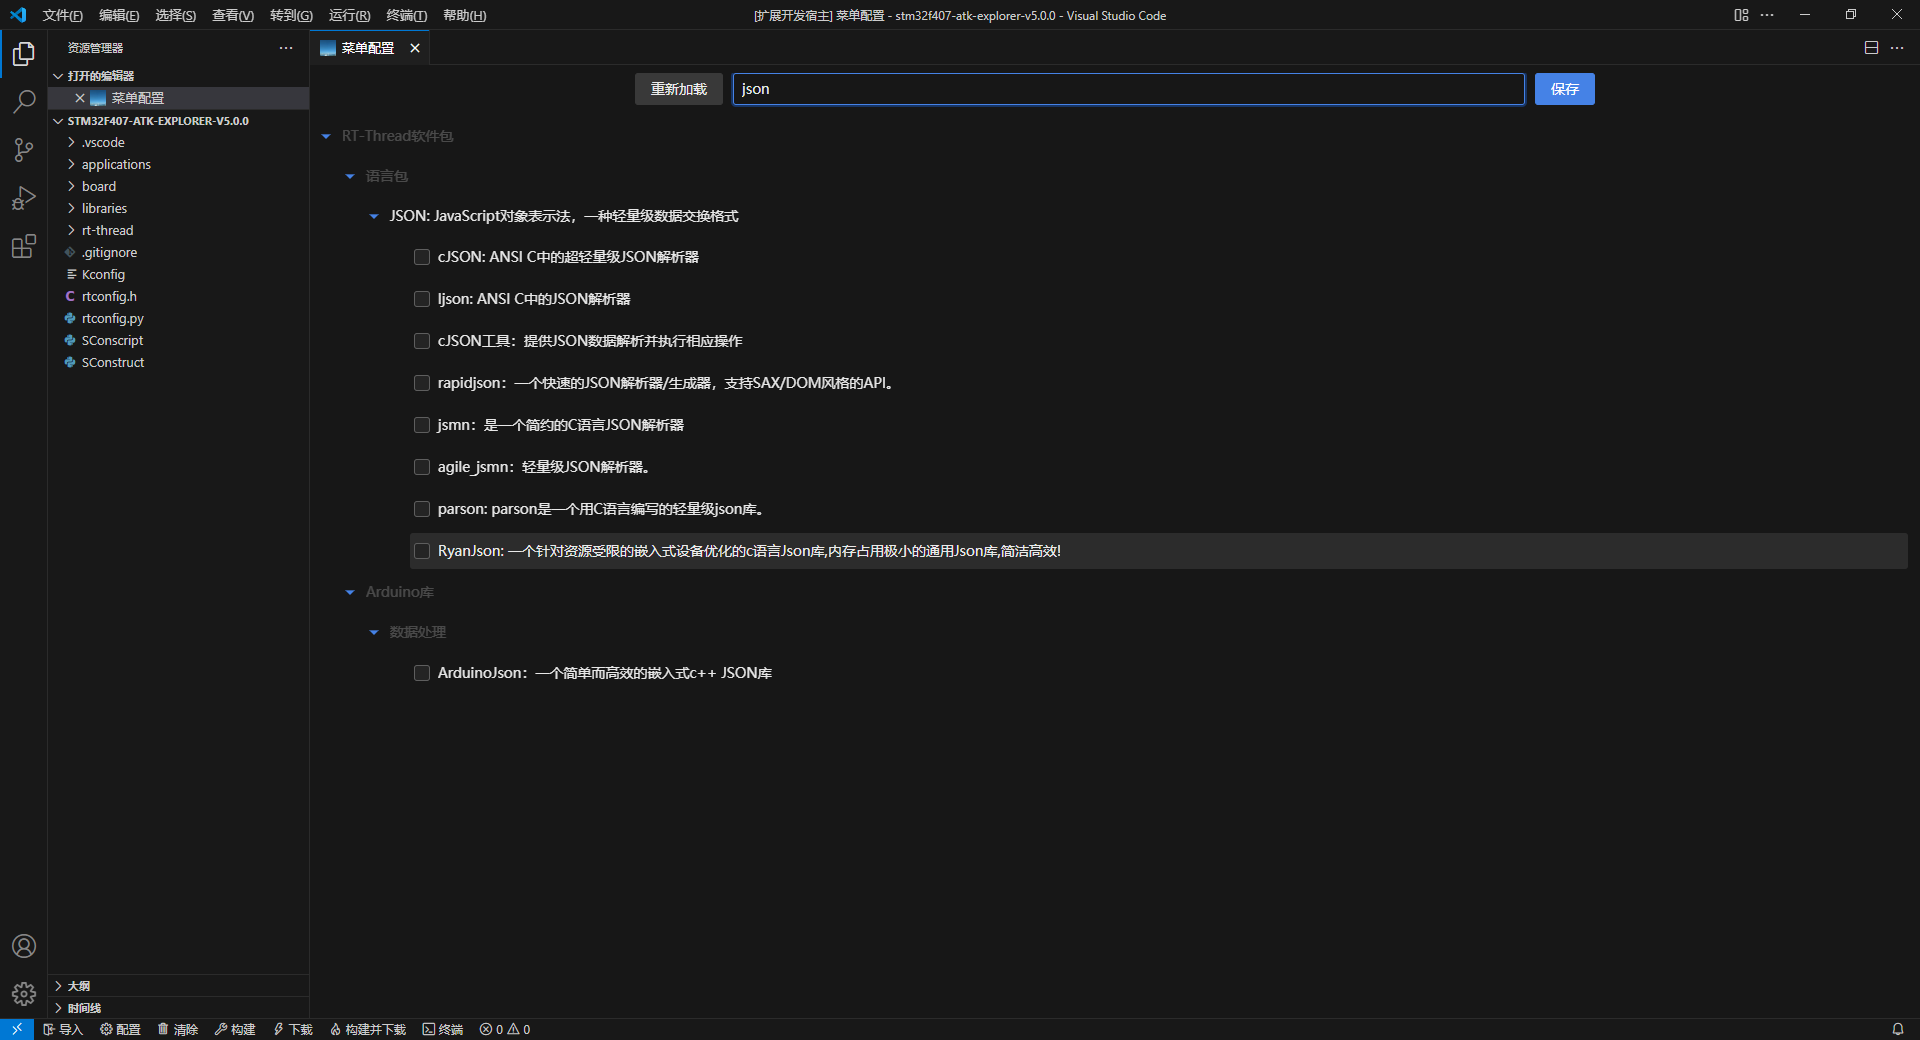 文件(F) 编辑(E) 选择(S) 查看(V) 转到(G) 运行(R) 终端(T) 帮助(H)
[扩展开发宿主] 菜单配置 - stm32f407-atk-explorer-v5.0.0 - Visual Studio Code
资源管理器
打开的编辑器
菜单配置
STM32F407-ATK-EXPLORER-V5.0.0
.vscode
applications
board
libraries
rt-thread
.gitignore
Kconfig
C rtconfig.h
rtconfig.py
SConscript
SConstruct
大纲
时间线
菜单配置
重新加载 json 保存
RT-Thread软件包
语言包
JSON: JavaScript对象表示法，一种轻量级数据交换格式
cJSON: ANSI C中的超轻量级JSON解析器
ljson: ANSI C中的JSON解析器
cJSON工具：提供JSON数据解析并执行相应操作
rapidjson：一个快速的JSON解析器/生成器，支持SAX/DOM风格的API。
jsmn：是一个简约的C语言JSON解析器
agile_jsmn：轻量级JSON解析器。
parson: parson是一个用C语言编写的轻量级json库。
RyanJson: 一个针对资源受限的嵌入式设备优化的c语言Json库,内存占用极小的通用Json库,简洁高效!
Arduino库
数据处理
ArduinoJson：一个简单而高效的嵌入式c++ JSON库
导入 配置 清除 构建 下载 构建并下载 终端 0 0